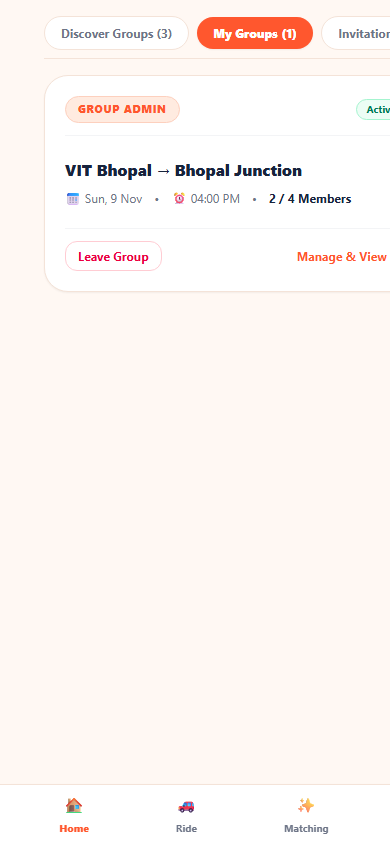 Discover Groups (3) My Groups (1) Invitation
GROUP ADMIN Activ
VIT Bhopal → Bhopal Junction
Sun, 9 Nov • 04:00 PM • 2 / 4 Members
Leave Group Manage & View
Home Ride Matching